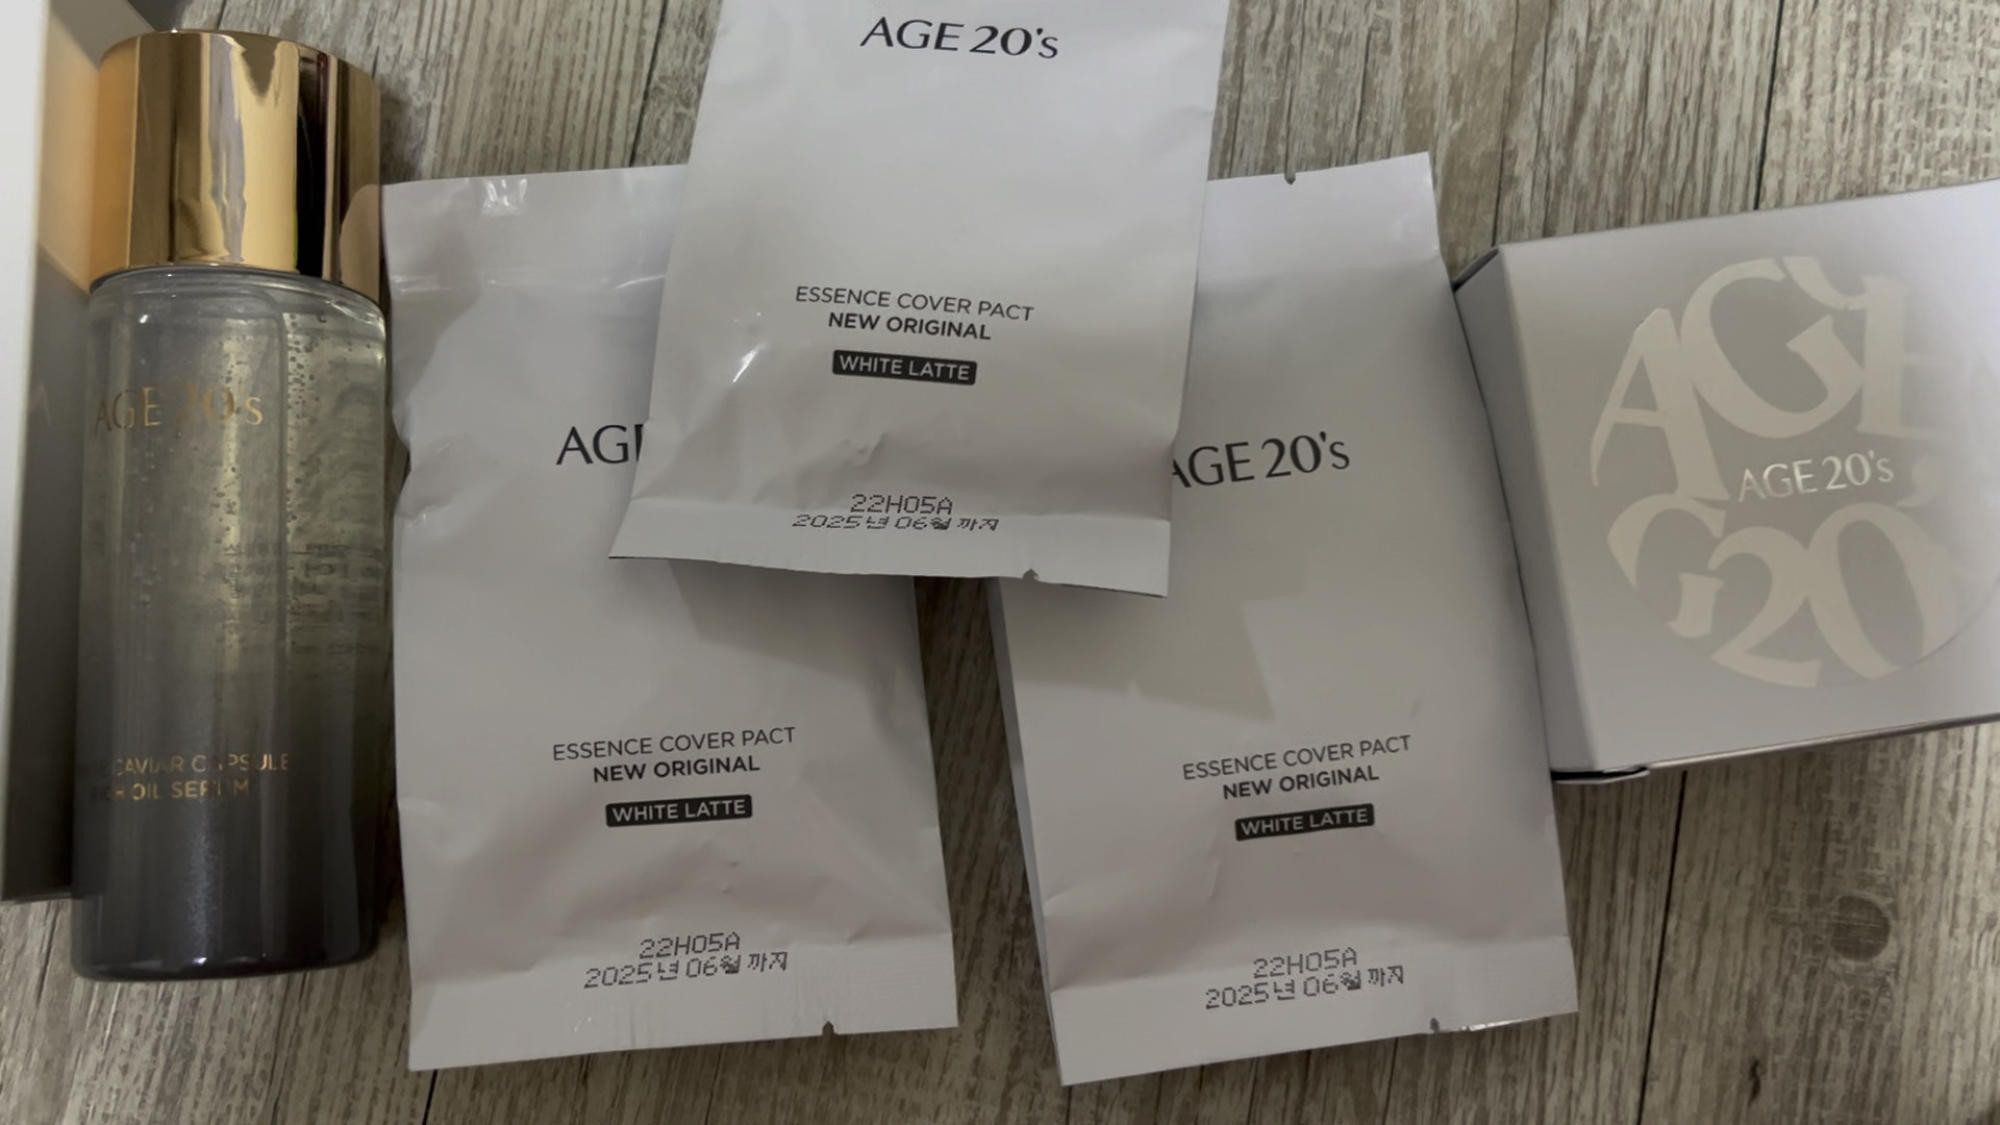 AGE 20's
ESSENCE COVER PACT
NEW ORIGINAL
WHITE LATTE
22H05A
2025년 06월 까지
AGE 20's
CAVIAR CAPSULE
OIL SERUM
AGE
ESSENCE COVER PACT
NEW ORIGINAL
WHITE LATTE
22H05A
2025년 06월 까지
AGE 20's
ESSENCE COVER PACT
NEW ORIGINAL
WHITE LATTE
22H05A
2025년 06월 까지
AGE
AGE 20's
20